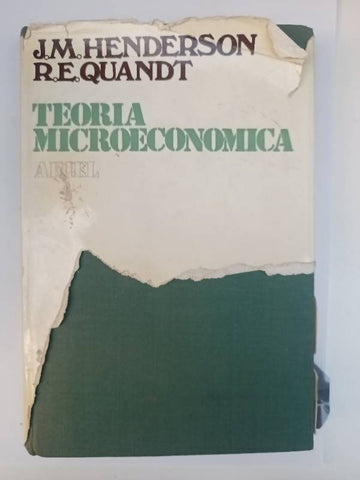 J.M. HENDERSON
R.E. QUANDT
TEORIA
MICROECONOMICA
ARIEL